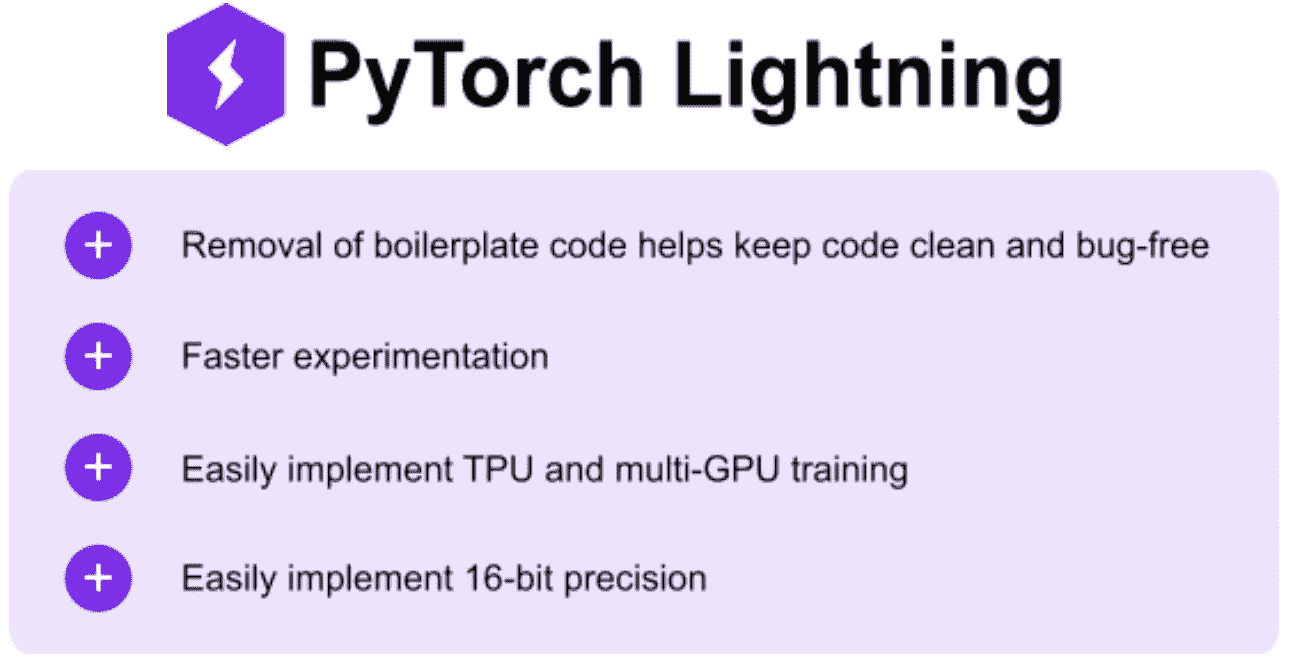 PyTorch Lightning
Removal of boilerplate code helps keep code clean and bug-free
Faster experimentation
Easily implement TPU and multi-GPU training
Easily implement 16-bit precision